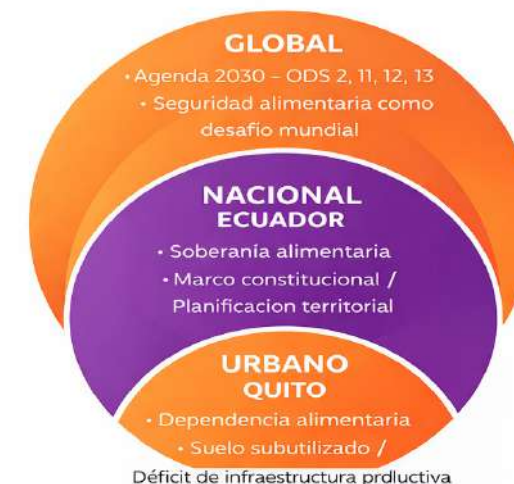 GLOBAL
• Agenda 2030 – ODS 2, 11, 12, 13
• Seguridad alimentaria como
desafio mundial
NACIONAL
ECUADOR
• Soberanía alimentaria
• Marco constitucional /
Planificacion territorial
URBANO
QUITO
• Dependencia alimentaria
• Suelo subutilizado /
Déficit de infraestructura prdluctiva